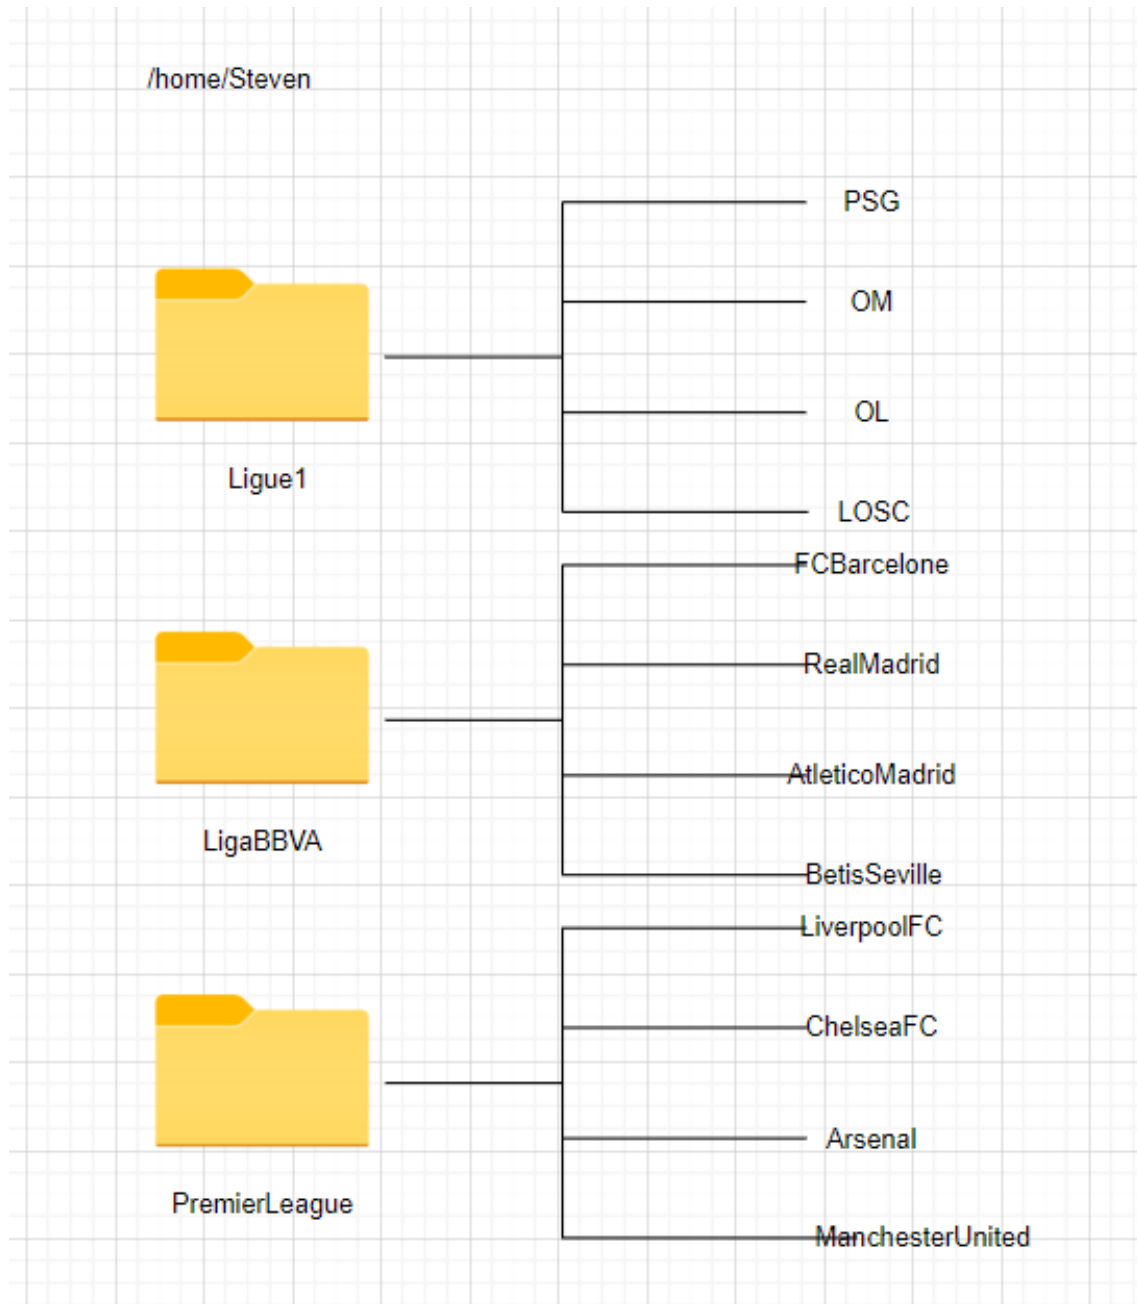 /home/Steven
PSG
OM
OL
Ligue1
LOSC
FCBarcelone
RealMadrid
AtleticoMadrid
LigaBBVA
BetisSeville
LiverpoolFC
ChelseaFC
Arsenal
PremierLeague
ManchesterUnited